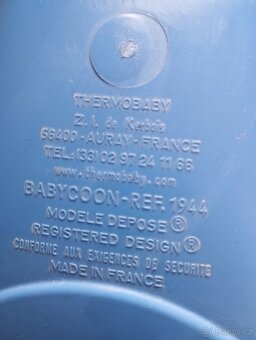 THERMOBABY
Z.I. de Kerbois
56400 - AURAY - FRANCE
TEL: (33) 02 97 24 11 66
www.thermobaby.com
BABYCOON - REF. 1944
MODELE DEPOSE®
REGISTERED DESIGN®
CONFORME AUX EXIGENCES DE SECURITE
MADE IN FRANCE